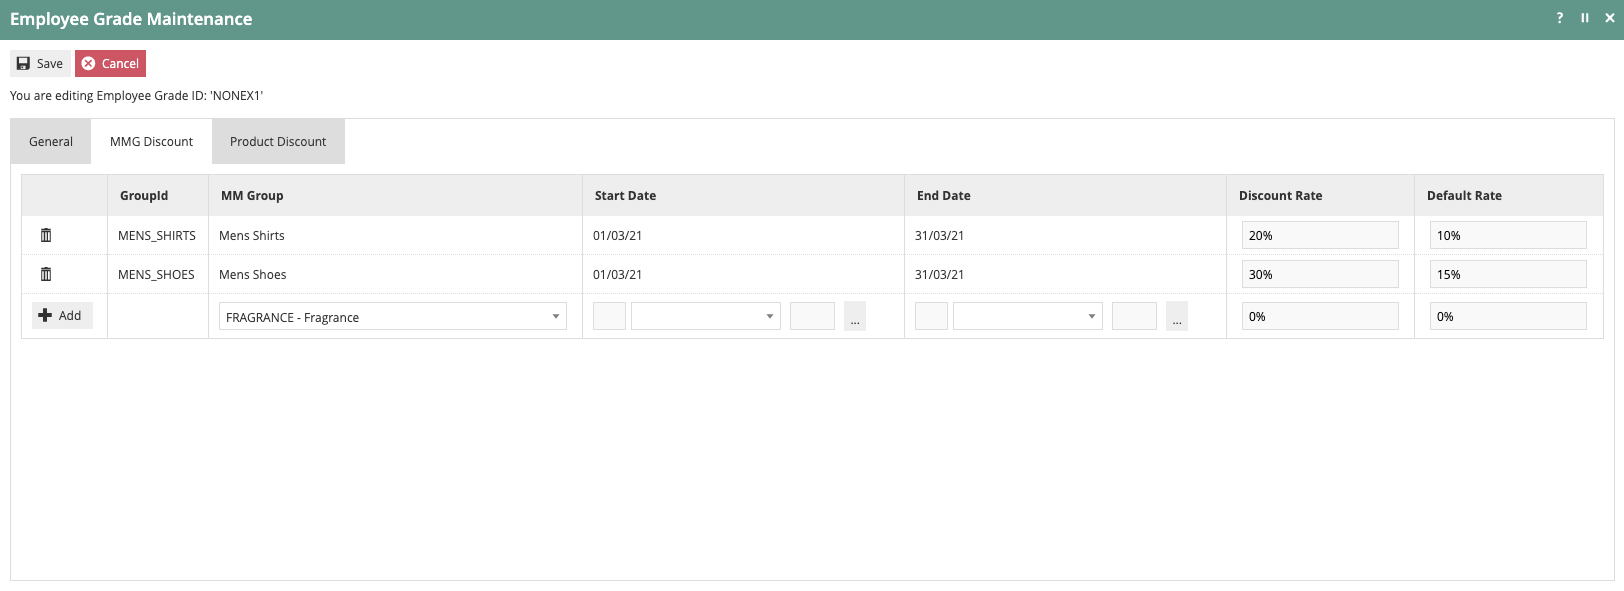 Employee Grade Maintenance ?
Save Cancel
You are editing Employee Grade ID: 'NONEX1'
General MMG Discount Product Discount
GroupId MM Group Start Date End Date Discount Rate Default Rate
MENS_SHIRTS Mens Shirts 01/03/21 31/03/21 20% 10%
MENS_SHOES Mens Shoes 01/03/21 31/03/21 30% 15%
Add FRAGRANCE - Fragrance ... ... 0% 0%